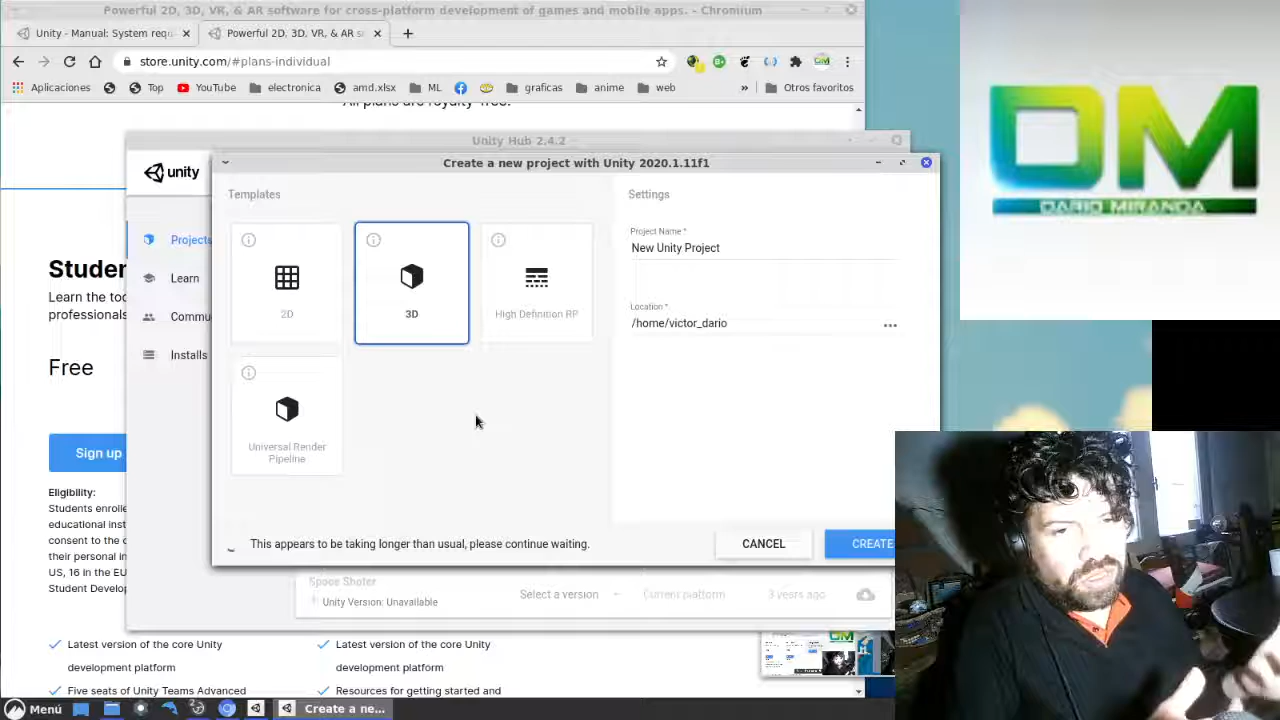 Powerful 2D, 3D, VR, & AR software for cross-platform development of games and mobile apps. - Chromium
Unity - Manual: System requ
Powerful 2D, 3D, VR, & AR s
store.unity.com/#plans-individual
Aplicaciones
Top
YouTube
electronica
amd.xlsx
ML
graficas
anime
web
»
Otros favoritos
All plans are royalty-free.
Unity Hub 2.4.2
unity
Create a new project with Unity 2020.1.11f1
Templates
Settings
Projects
Learn
Commu
Installs
2D
3D
High Definition RP
Universal Render
Pipeline
Project Name *
New Unity Project
Location *
/home/victor_dario
This appears to be taking longer than usual, please continue waiting.
CANCEL
CREATE
Spoce Shoter
Unity Version: Unavailable
Select a version
Current platform
3 years ago
Studen
Learn the too
professionals
Free
Sign up
Eligibility:
Students enrolle
educational inst
consent to the c
their personal in
US, 16 in the EU
Student Develop
Latest version of the core Unity
development platform
Five seats of Unity Teams Advanced
Latest version of the core Unity
development platform
Resources for getting started and
Menú
Create a ne...
DM
DARIO MIRANDA